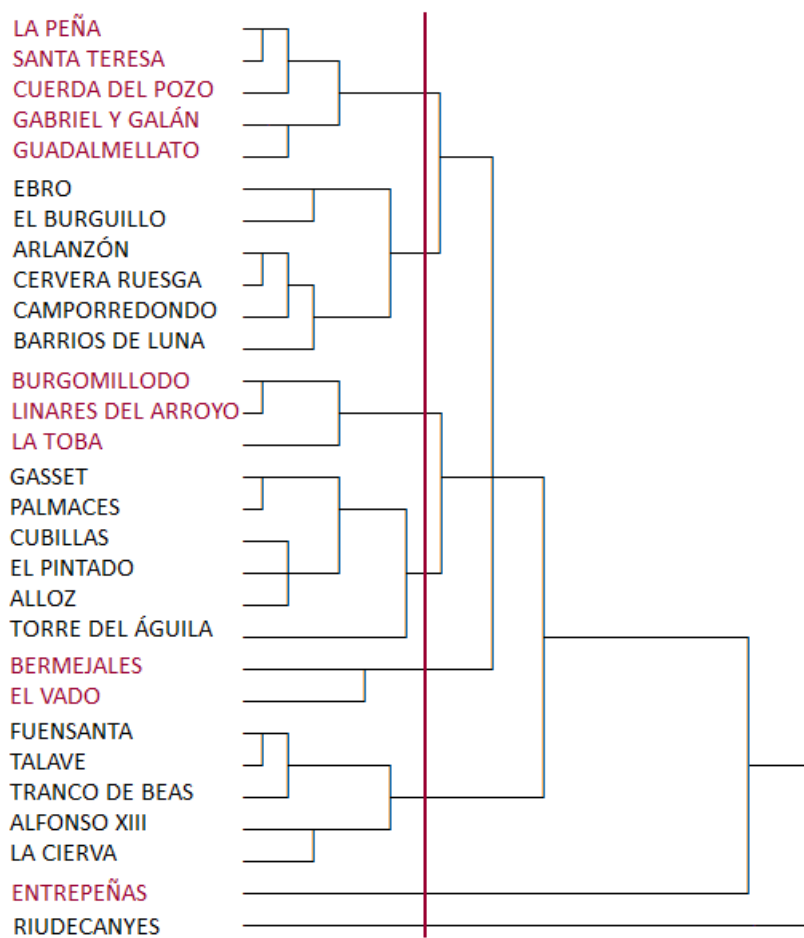 LA PEÑA
SANTA TERESA
CUERDA DEL POZO
GABRIEL Y GALÁN
GUADALMELLATO
EBRO
EL BURGUILLO
ARLANZÓN
CERVERA RUESGA
CAMPORREDONDO
BARRIOS DE LUNA
BURGOMILLODO
LINARES DEL ARROYO
LA TOBA
GASSET
PALMACES
CUBILLAS
EL PINTADO
ALLOZ
TORRE DEL ÁGUILA
BERMEJALES
EL VADO
FUENSANTA
TALAVE
TRANCO DE BEAS
ALFONSO XIII
LA CIERVA
ENTREPEÑAS
RIUDECANYES